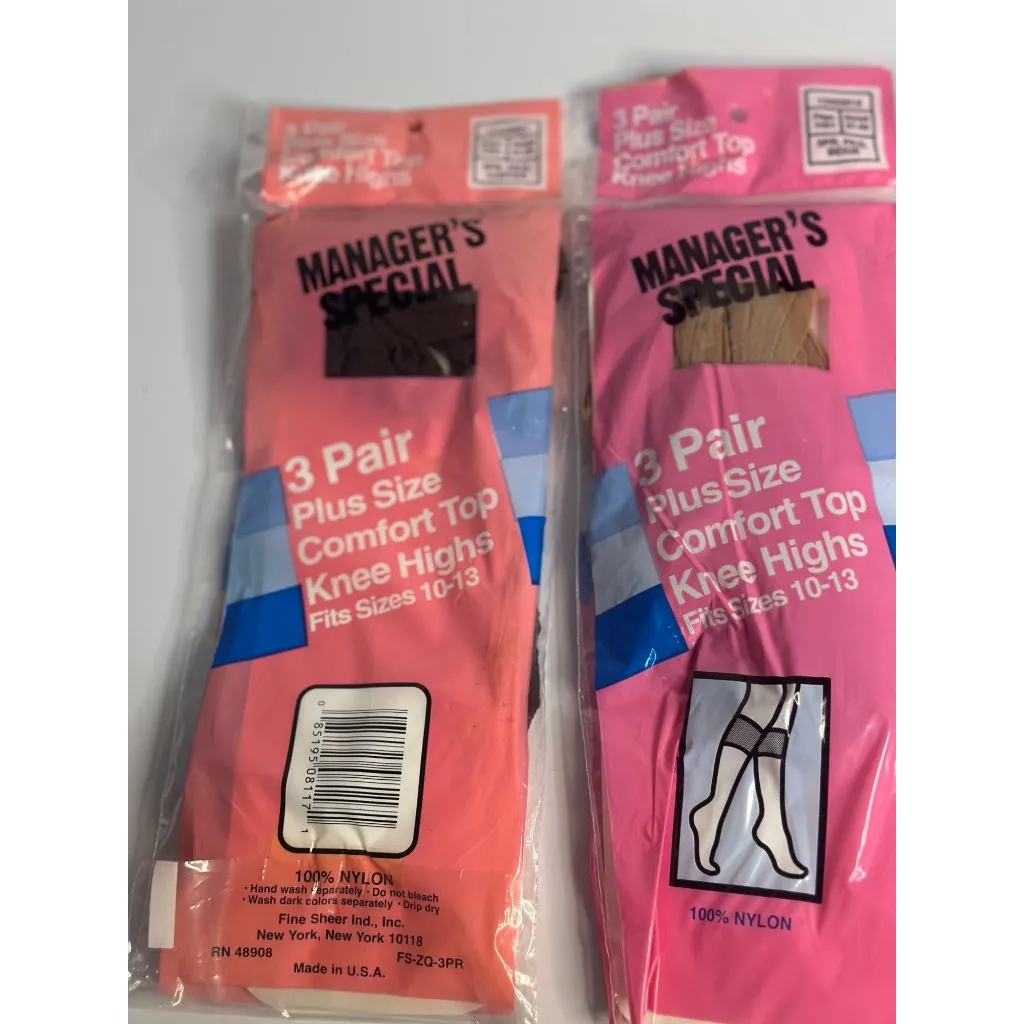 3 Pair
Plus Size
Comfort Top
Knee Highs
MANAGER'S
SPECIAL
3 Pair
Plus Size
Comfort Top
Knee Highs
Fits Sizes 10-13
0 85195 08117 1
100% NYLON
· Hand wash separately · Do not bleach
· Wash dark colors separately · Drip dry
Fine Sheer Ind., Inc.
New York, New York 10118
RN 48908 FS-ZQ-3PR
Made in U.S.A.
3 Pair
Plus Size
Comfort Top
Knee Highs
MANAGER'S
SPECIAL
3 Pair
Plus Size
Comfort Top
Knee Highs
Fits Sizes 10-13
100% NYLON